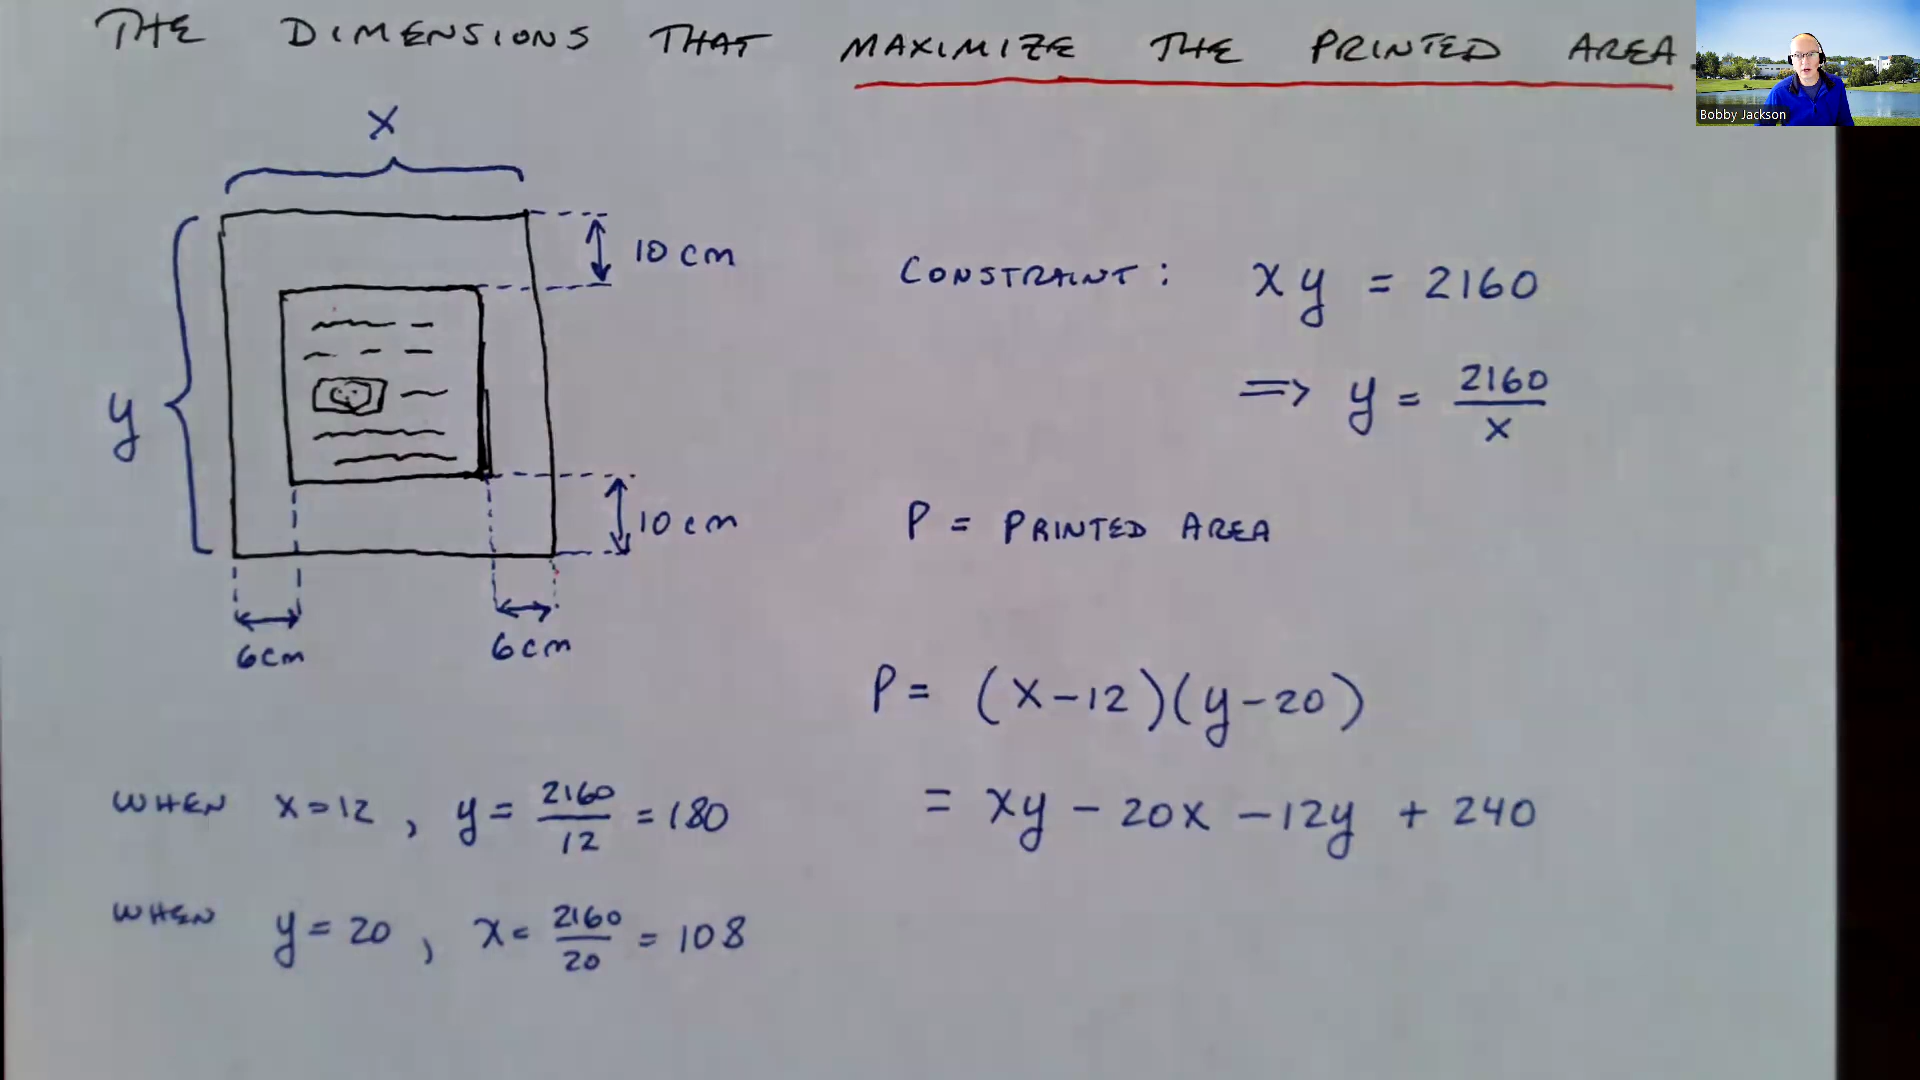 THE DIMENSIONS THAT MAXIMIZE THE PRINTED AREA.
Bobby Jackson
x
y
10 cm
10 cm
6cm
6cm
CONSTRAINT: xy = 2160
⇒ y = 2160/x
P = PRINTED AREA
P = (x-12)(y-20)
= xy - 20x - 12y + 240
WHEN x=12, y = 2160/12 = 180
WHEN y = 20, x = 2160/20 = 108